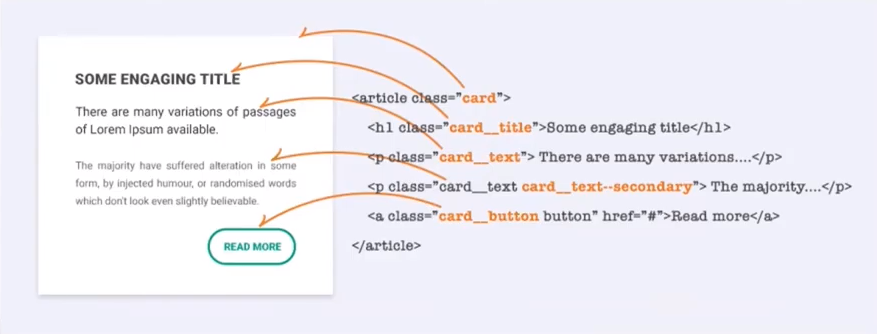 SOME ENGAGING TITLE
There are many variations of passages
of Lorem Ipsum available.
The majority have suffered alteration in some
form, by injected humour, or randomised words
which don't look even slightly believable.
READ MORE
<article class="card">
<h1 class="card__title">Some engaging title</h1>
<p class="card__text"> There are many variations....</p>
<p class="card__text card__text--secondary"> The majority....</p>
<a class="card__button button" href="#">Read more</a>
</article>